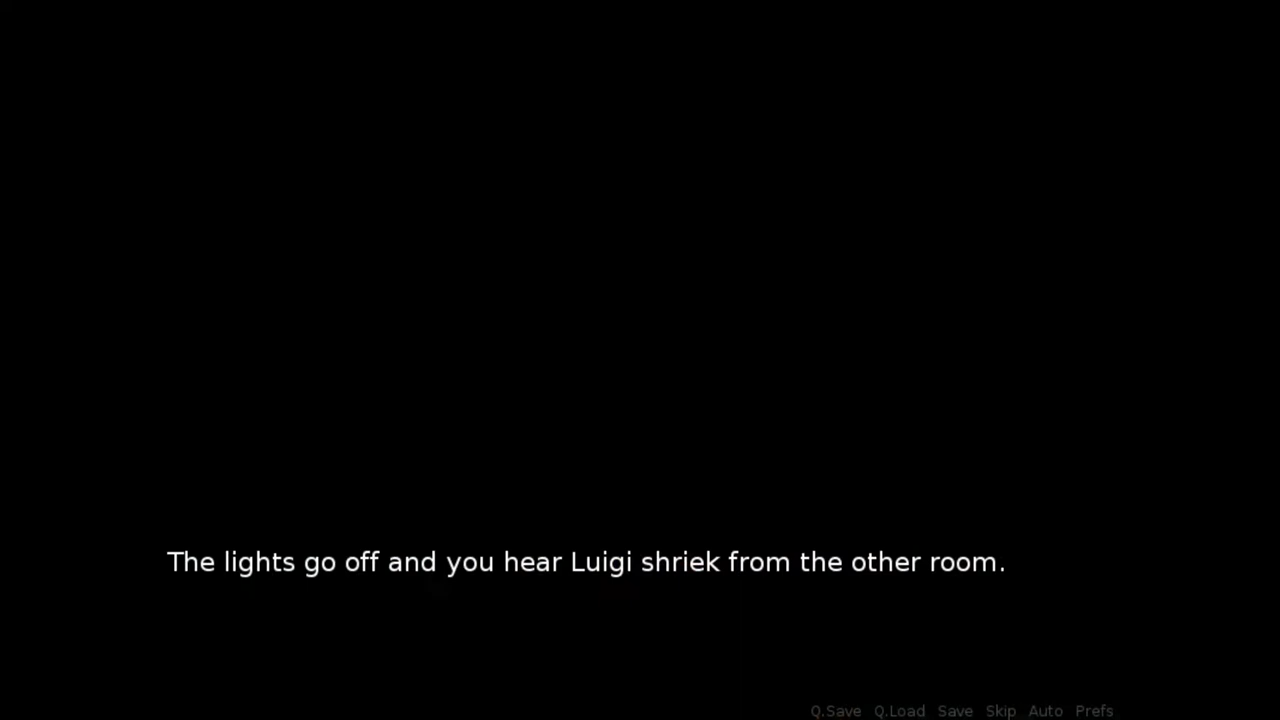 The lights go off and you hear Luigi shriek from the other room.
Q.Save Q.Load Save Skip Auto Prefs